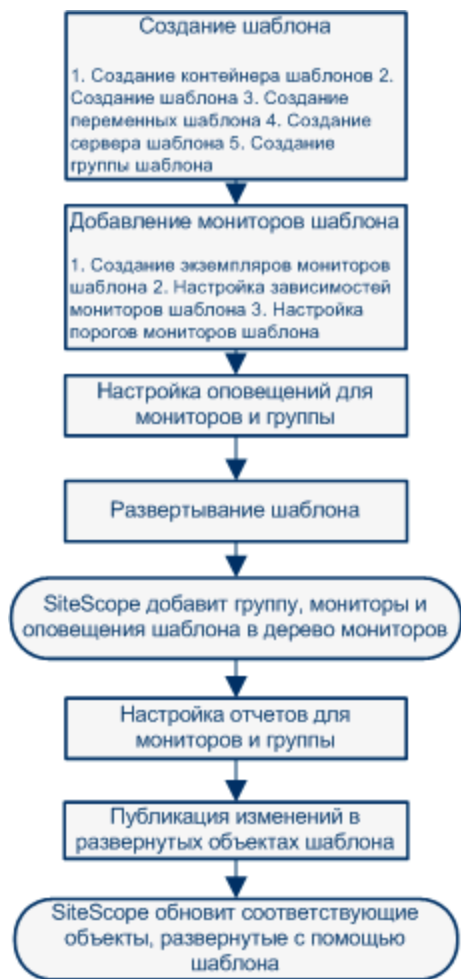 Создание шаблона
1. Создание контейнера шаблонов 2.
Создание шаблона 3. Создание
переменных шаблона 4. Создание
сервера шаблона 5. Создание
группы шаблона
Добавление мониторов шаблона
1. Создание экземпляров мониторов
шаблона 2. Настройка зависимостей
мониторов шаблона 3. Настройка
порогов мониторов шаблона
Настройка оповещений для
мониторов и группы
Развертывание шаблона
SiteScope добавит группу, мониторы и
оповещения шаблона в дерево мониторов
Настройка отчетов для
мониторов и группы
Публикация изменений в
развернутых объектах шаблона
SiteScope обновит соответствующие
объекты, развернутые с помощью
шаблона